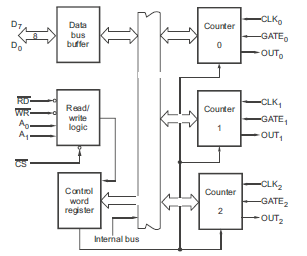 D7
8
D0
Data
bus
buffer
Counter
0
CLK0
GATE0
OUT0
RD
WR
A0
A1
CS
Read/
write
logic
Counter
1
CLK1
GATE1
OUT1
Control
word
register
Internal bus
Counter
2
CLK2
GATE2
OUT2